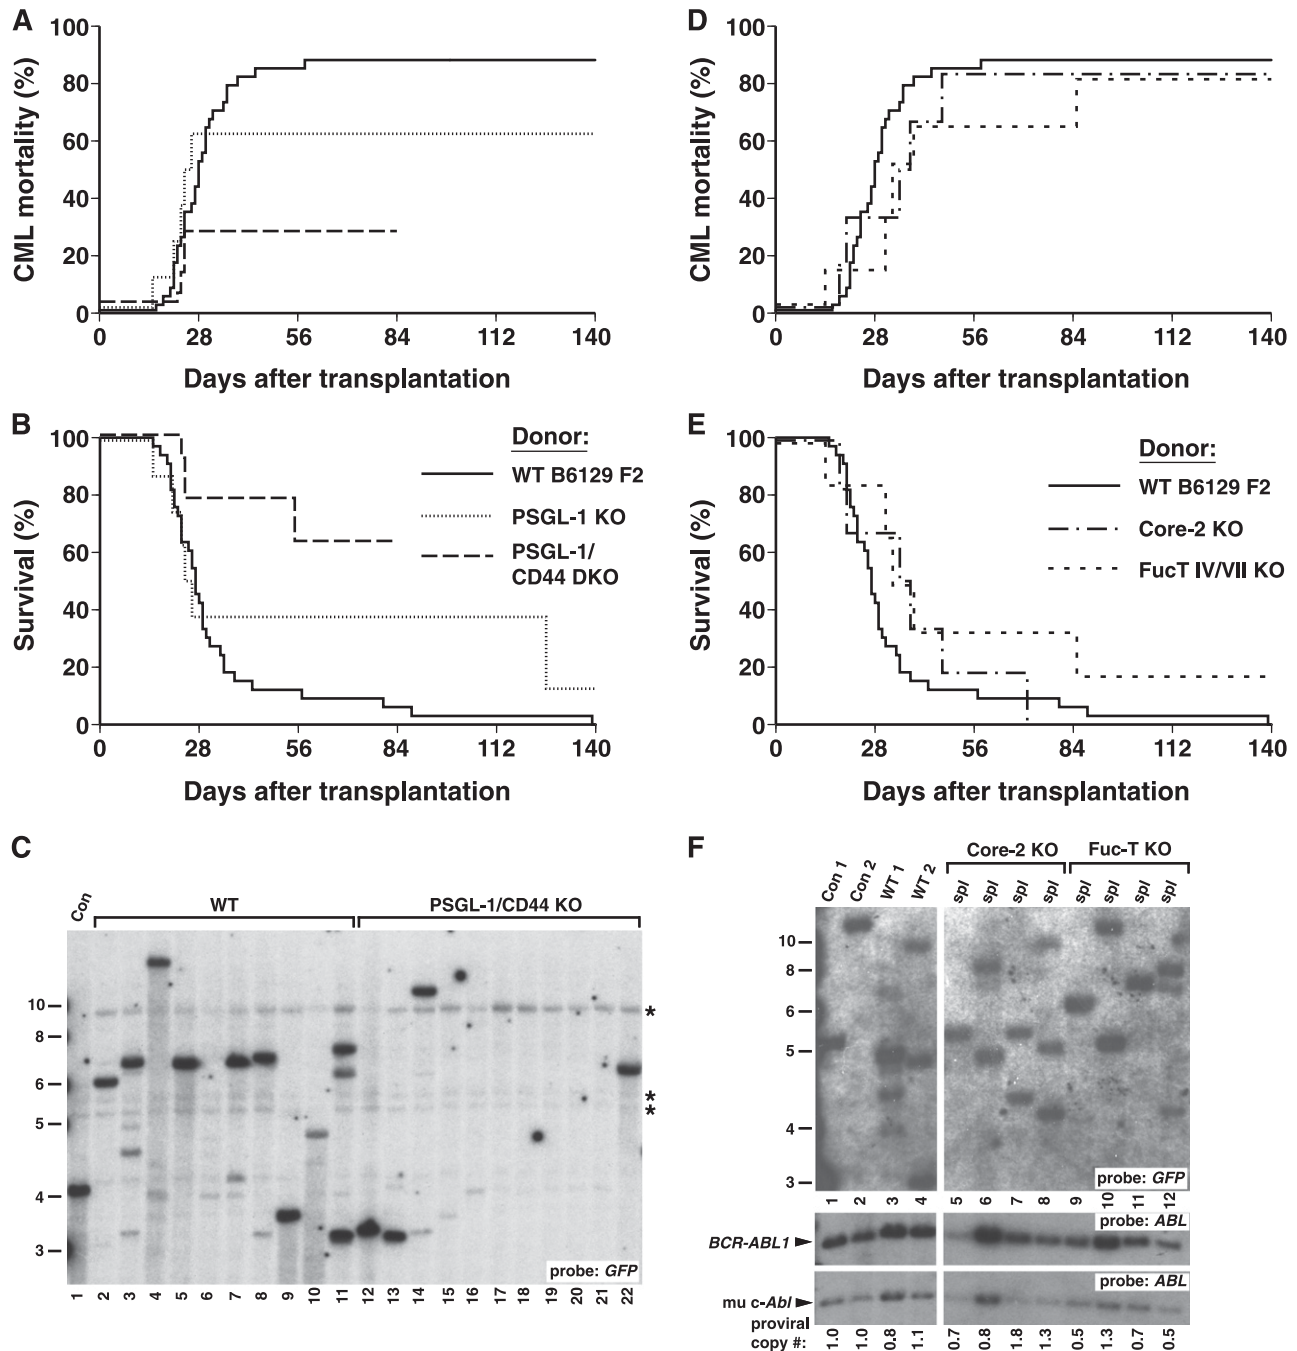 A
CML mortality (%)
100
80
60
40
20
0
0 28 56 84 112 140
Days after transplantation
D
CML mortality (%)
100
80
60
40
20
0
0 28 56 84 112 140
Days after transplantation
B
Survival (%)
100
80
60
40
20
0
Donor:
WT B6129 F2
PSGL-1 KO
PSGL-1/
CD44 DKO
0 28 56 84 112 140
Days after transplantation
E
Survival (%)
100
80
60
40
20
0
Donor:
WT B6129 F2
Core-2 KO
FucT IV/VII KO
0 28 56 84 112 140
Days after transplantation
C
Con WT PSGL-1/CD44 KO
10
8
6
5
4
3
*
*
*
probe: GFP
1 2 3 4 5 6 7 8 9 10 11 12 13 14 15 16 17 18 19 20 21 22
F
Core-2 KO Fuc-T KO
Con 1 Con 2 WT 1 WT 2 spl spl spl spl spl spl spl spl
10
8
6
5
4
3
probe: GFP
1 2 3 4 5 6 7 8 9 10 11 12
probe: ABL
BCR-ABL1
probe: ABL
mu c-Abl
proviral
copy #: 1.0 1.0 0.8 1.1 0.7 0.8 1.8 1.3 0.5 1.3 0.7 0.5